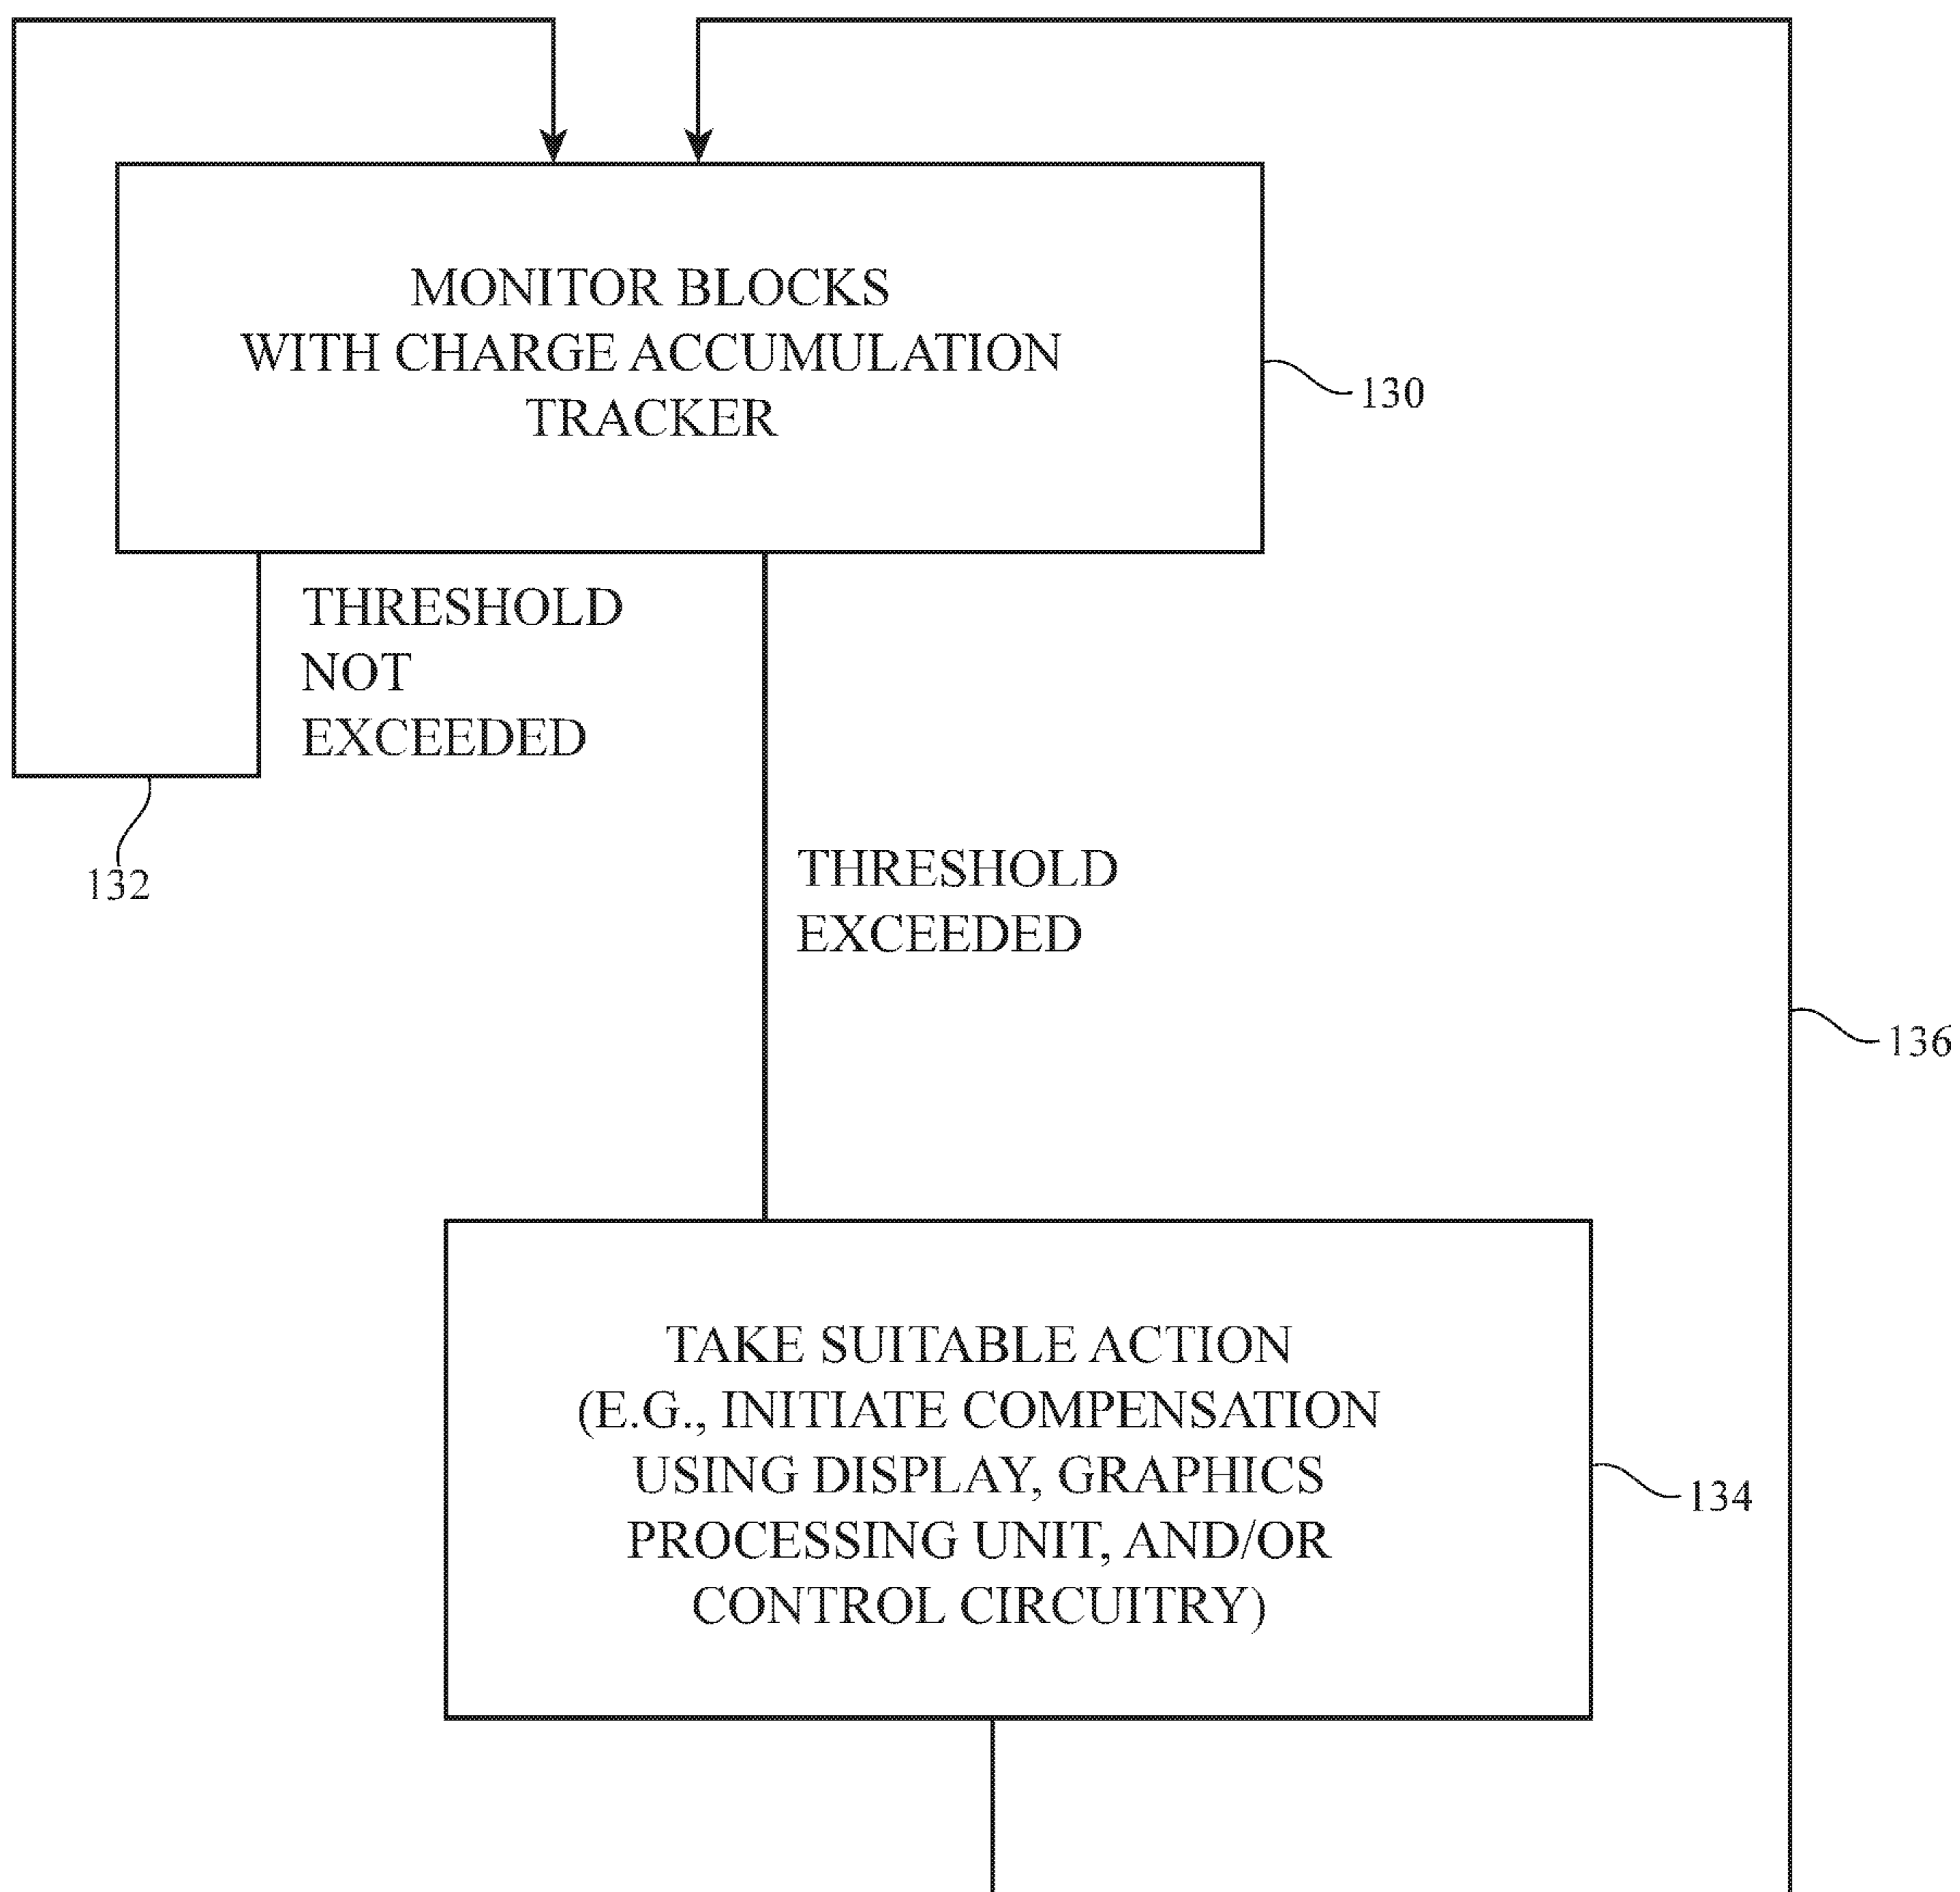 MONITOR BLOCKS
WITH CHARGE ACCUMULATION
TRACKER
130
THRESHOLD
NOT
EXCEEDED
132
THRESHOLD
EXCEEDED
136
TAKE SUITABLE ACTION
(E.G., INITIATE COMPENSATION
USING DISPLAY, GRAPHICS
PROCESSING UNIT, AND/OR
CONTROL CIRCUITRY)
134